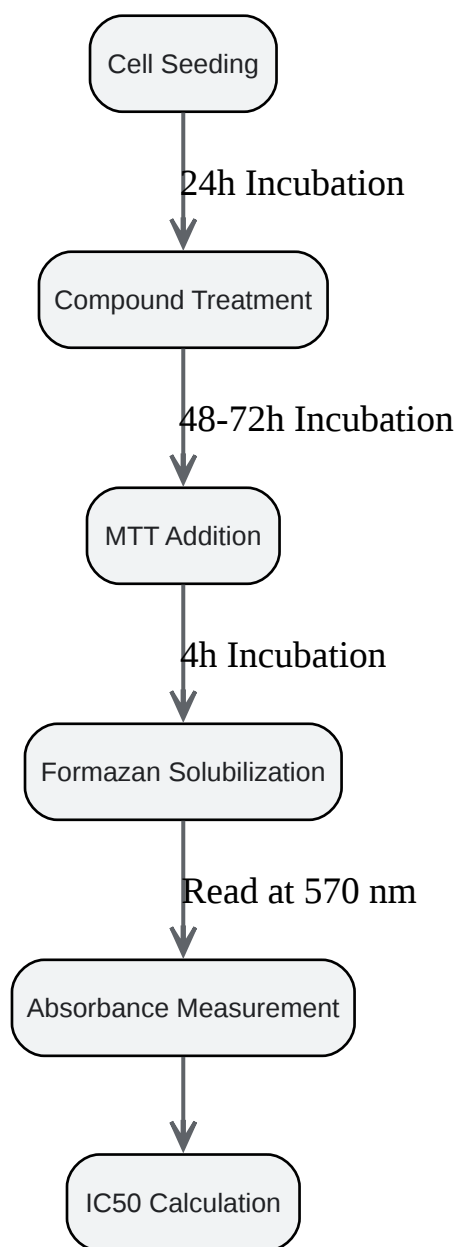 Cell Seeding
24h Incubation
Compound Treatment
48-72h Incubation
MTT Addition
4h Incubation
Formazan Solubilization
Read at 570 nm
Absorbance Measurement
IC50 Calculation